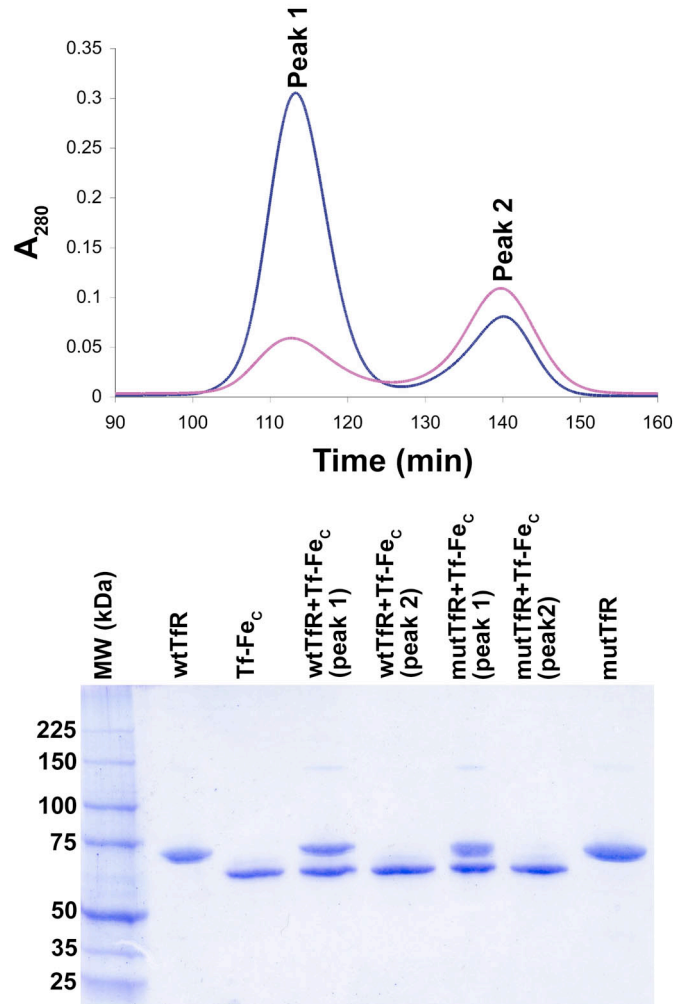 Peak 1
Peak 2
0.35
0.3
0.25
0.2
0.15
0.1
0.05
0
A280
90 100 110 120 130 140 150 160
Time (min)
MW (kDa)
wtTfR
Tf-FeC
wtTfR+Tf-FeC
(peak 1)
wtTfR+Tf-FeC
(peak 2)
mutTfR+Tf-FeC
(peak 1)
mutTfR+Tf-FeC
(peak2)
mutTfR
225
150
100
75
50
35
25